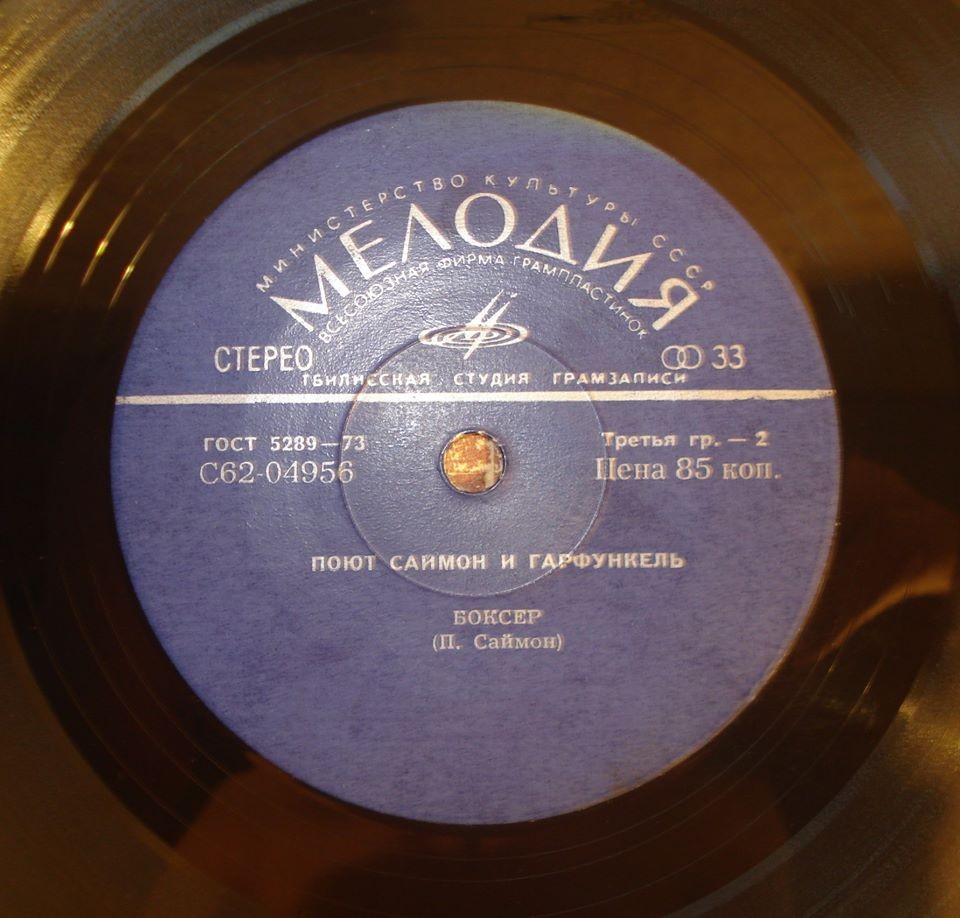 МИНИСТЕРСТВО КУЛЬТУРЫ СССР
МЕЛОДИЯ
ВСЕСОЮЗНАЯ ФИРМА ГРАМПЛАСТИНОК
СТЕРЕО 33
ТБИЛИССКАЯ СТУДИЯ ГРАМЗАПИСИ
ГОСТ 5289—73 Третья гр. — 2
С62-04956 Цена 85 коп.
ПОЮТ САЙМОН И ГАРФУНКЕЛЬ
БОКСЕР
(П. Саймон)